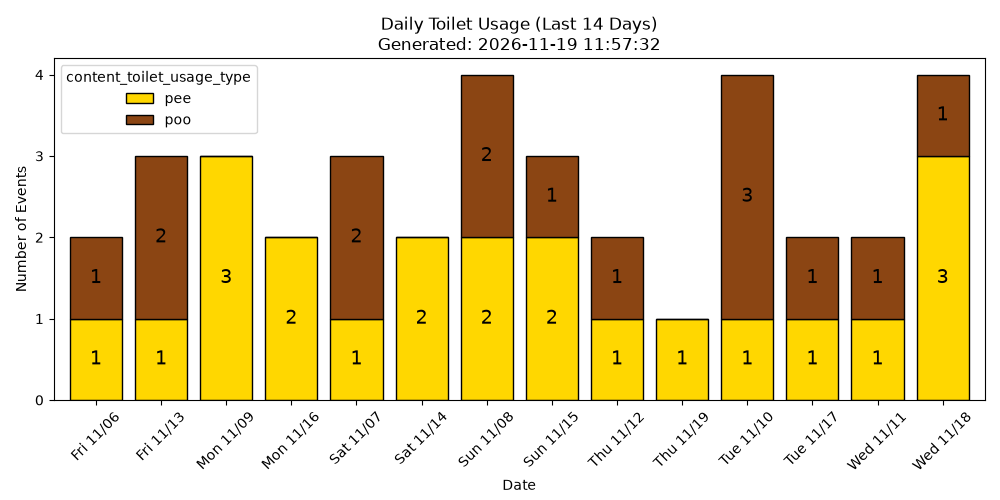 Daily Toilet Usage (Last 14 Days)
Generated: 2026-11-19 11:57:32
content_toilet_usage_type
pee
poo
Number of Events
4
3
2
1
0
1 2 3 2 2 2 2 1 1 1 3 1 1 1
1 1 1 2 2 2 1 1 1 1 1 3
Fri 11/06 Fri 11/13 Mon 11/09 Mon 11/16 Sat 11/07 Sat 11/14 Sun 11/08 Sun 11/15 Thu 11/12 Thu 11/19 Tue 11/10 Tue 11/17 Wed 11/11 Wed 11/18
Date